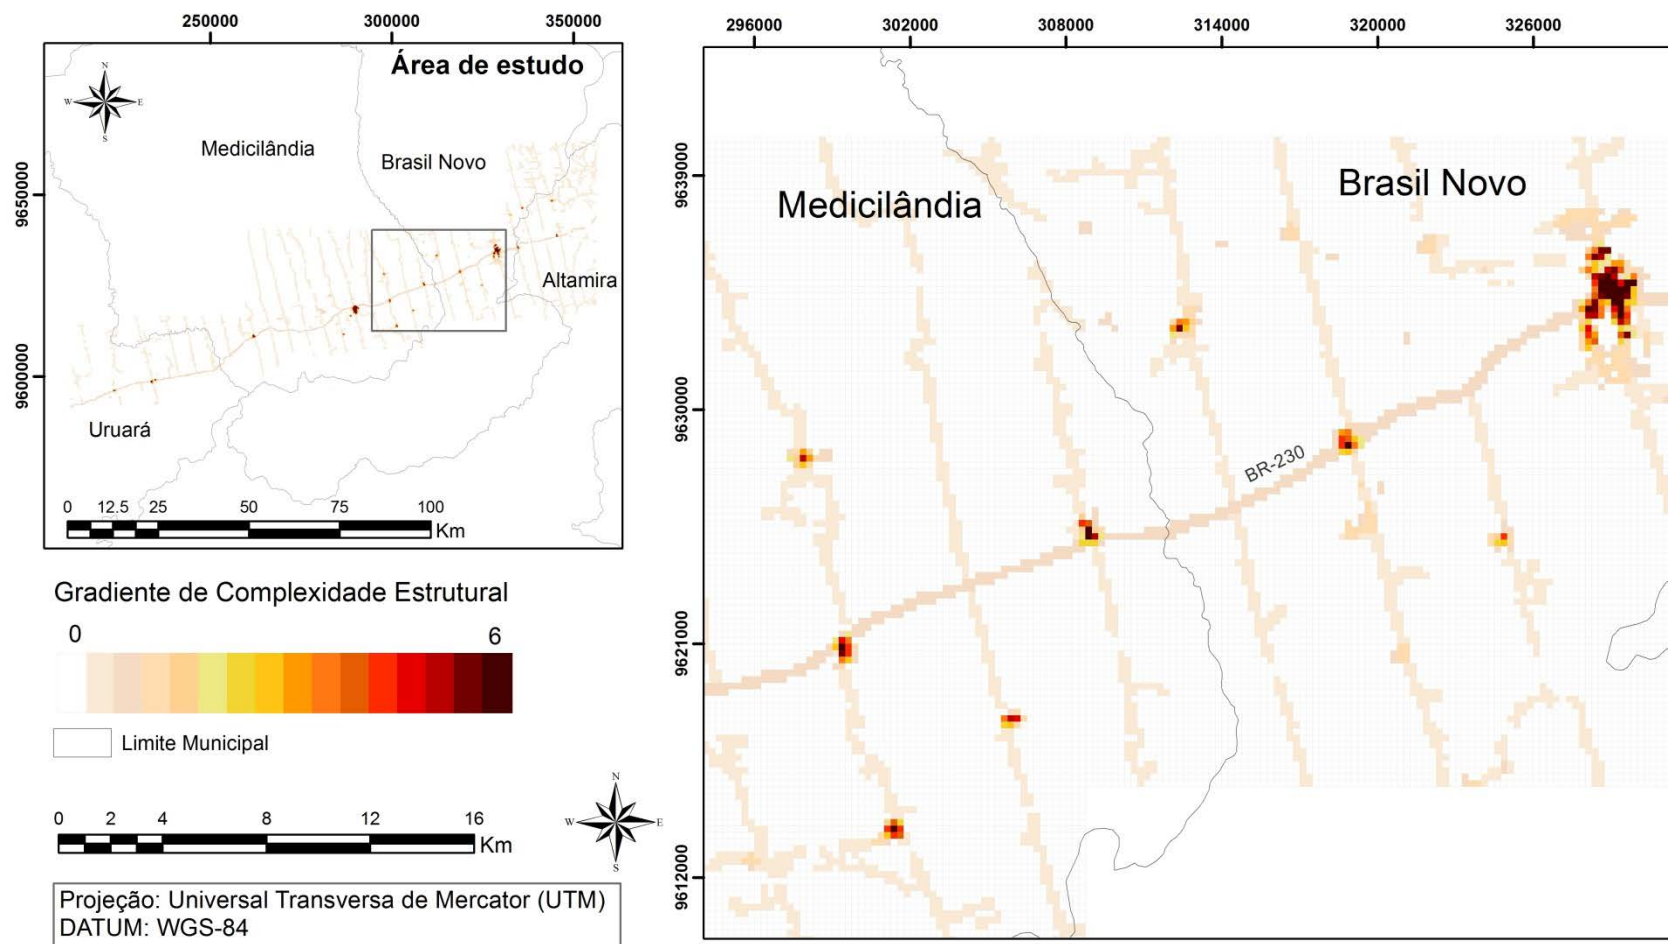 250000 300000 350000
Área de estudo
N
W E
S
Medicilândia
Brasil Novo
9650000
Altamira
9600000
Uruará
0 12.5 25 50 75 100
Km
Gradiente de Complexidade Estrutural
0 6
Limite Municipal
0 2 4 8 12 16
Km
N
W E
S
Projeção: Universal Transversa de Mercator (UTM)
DATUM: WGS-84
296000 302000 308000 314000 320000 326000
9639000
Brasil Novo
Medicilândia
9630000
BR-230
9621000
9612000